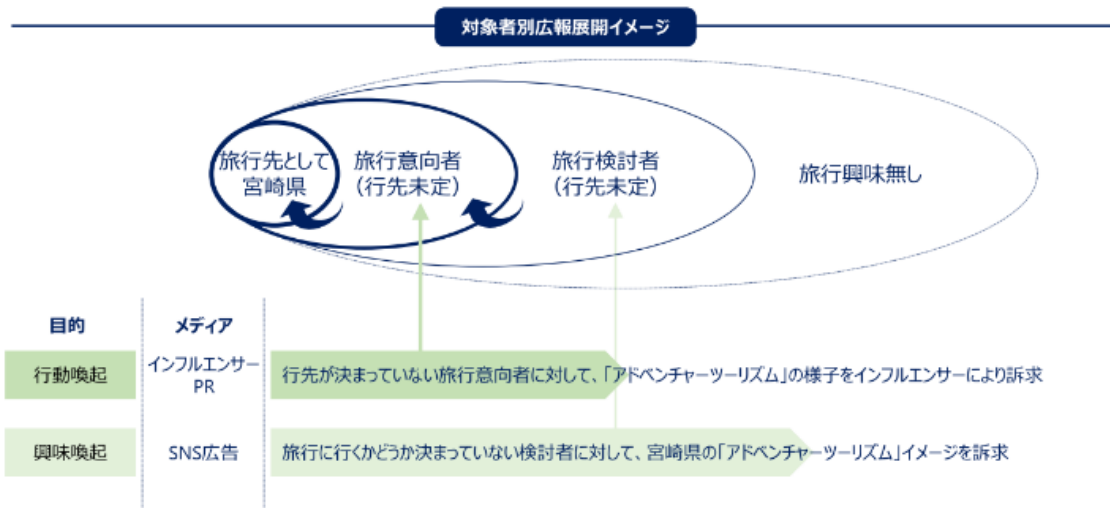 対象者別広報展開イメージ
旅行先として
宮崎県
旅行意向者
（行先未定）
旅行検討者
（行先未定）
旅行興味無し
目的
メディア
行動喚起
インフルエンサー
PR
行先が決まっていない旅行意向者に対して、「アドベンチャーツーリズム」の様子をインフルエンサーにより訴求
興味喚起
SNS広告
旅行に行くかどうか決まっていない検討者に対して、宮崎県の「アドベンチャーツーリズム」イメージを訴求